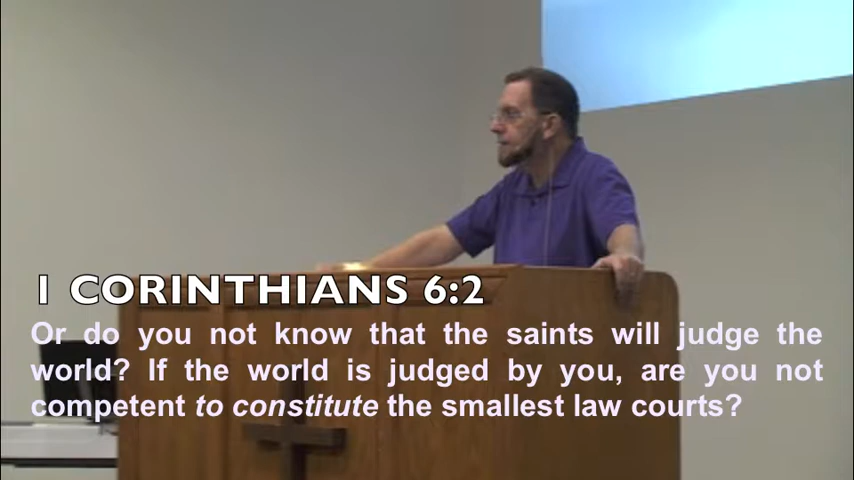 1 CORINTHIANS 6:2
Or do you not know that the saints will judge the
world? If the world is judged by you, are you not
competent to constitute the smallest law courts?